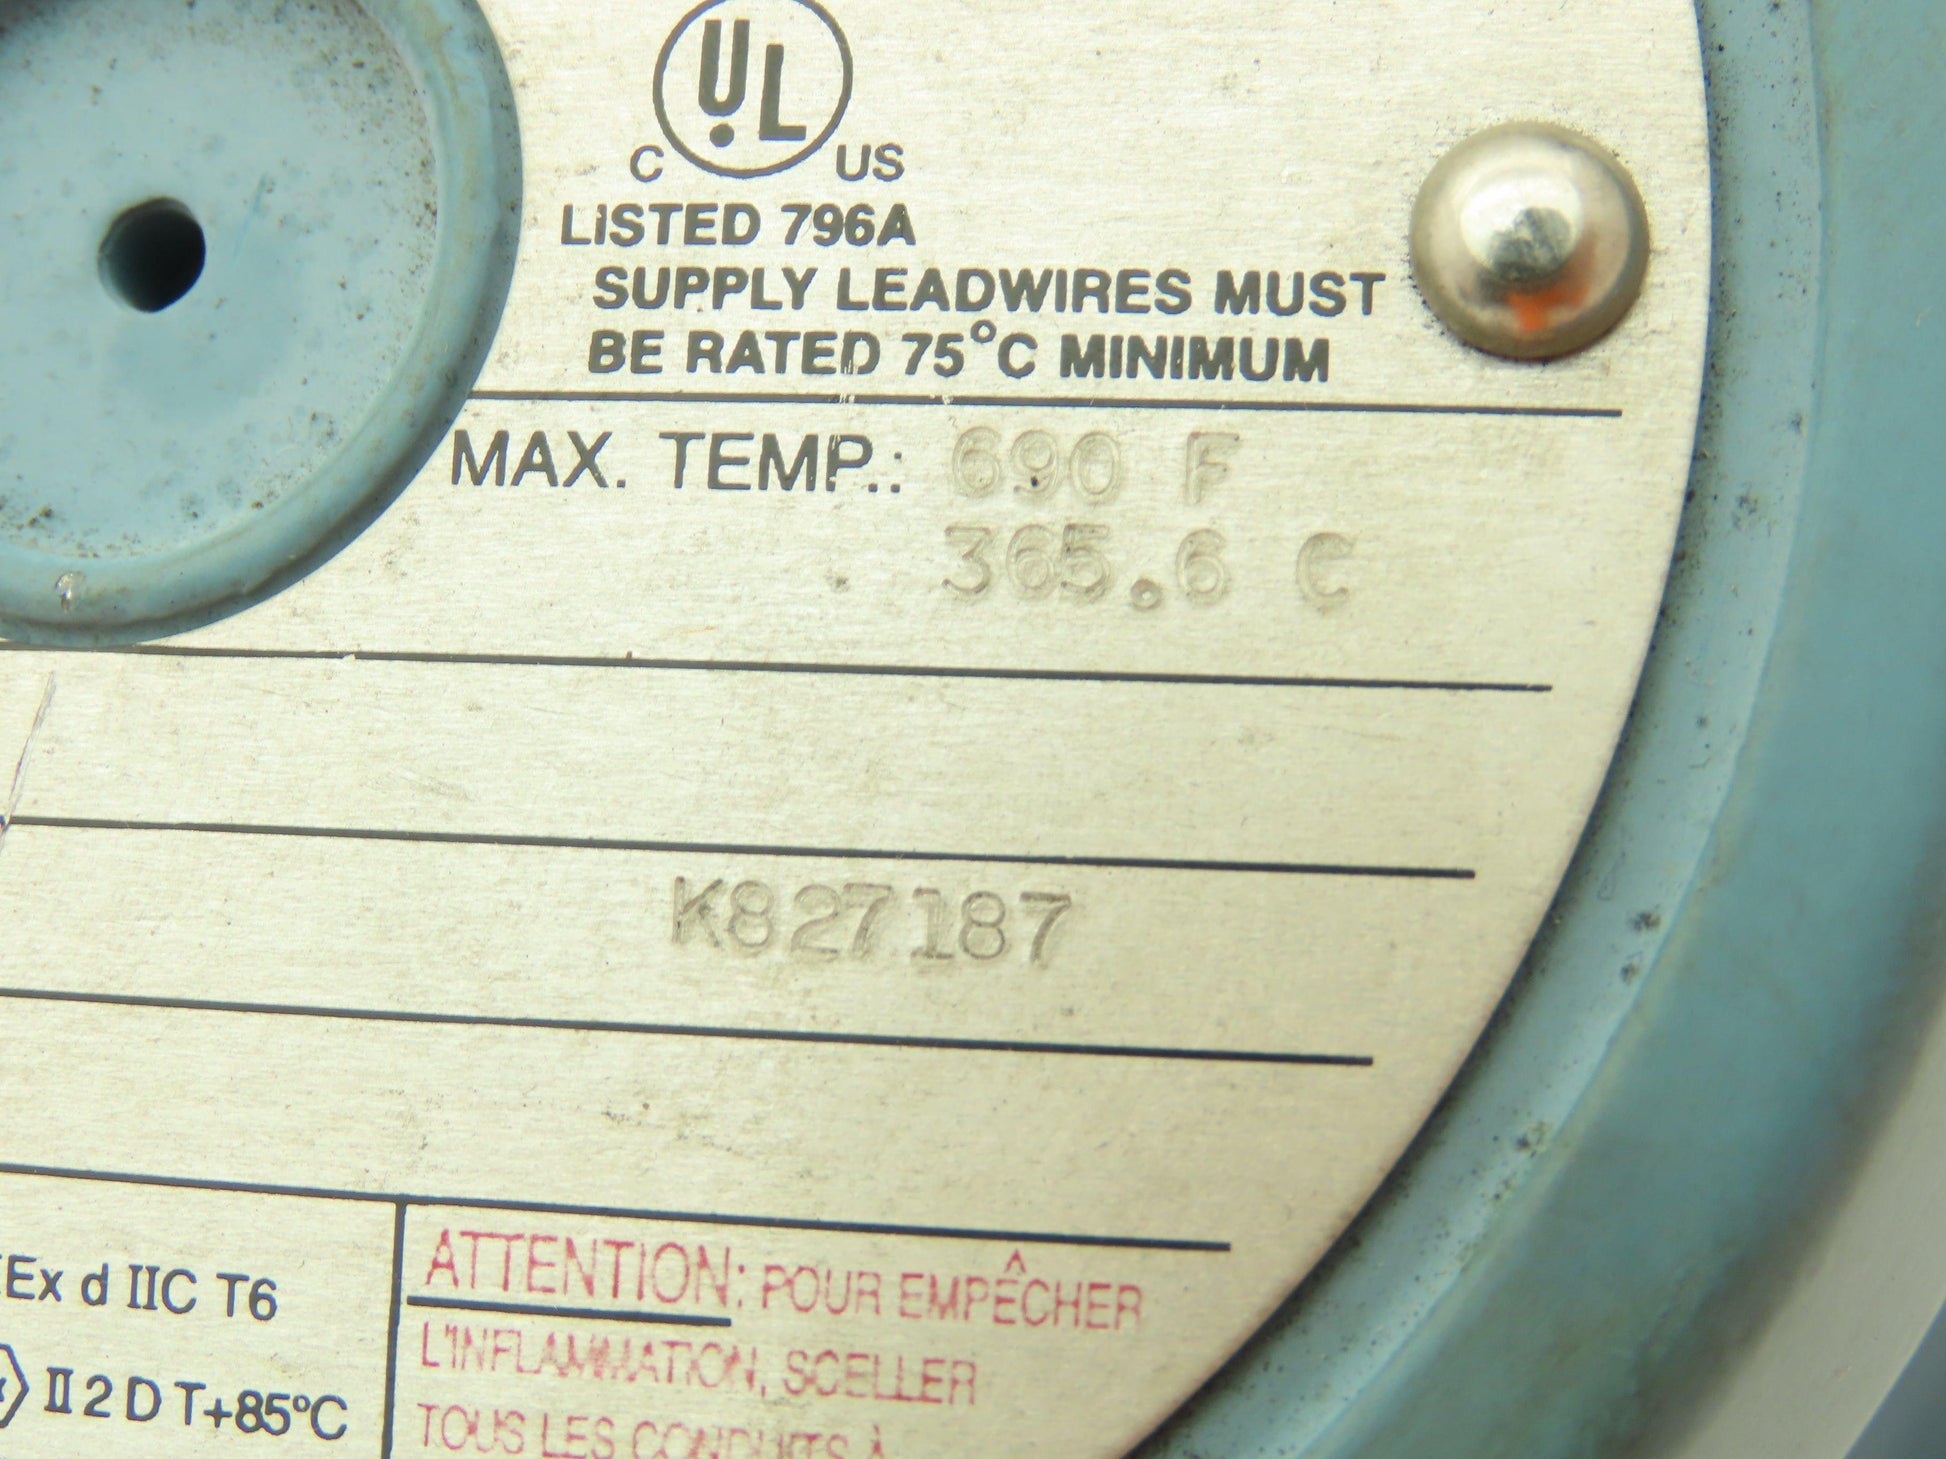 UL
C US
LISTED 796A
SUPPLY LEADWIRES MUST
BE RATED 75°C MINIMUM
MAX. TEMP.: 690 F
365.6 C
K827187
Ex d IIC T6
II 2 D T+85°C
ATTENTION: POUR EMPÊCHER
L'INFLAMMATION, SCELLER
TOUS LES CONDUITS À